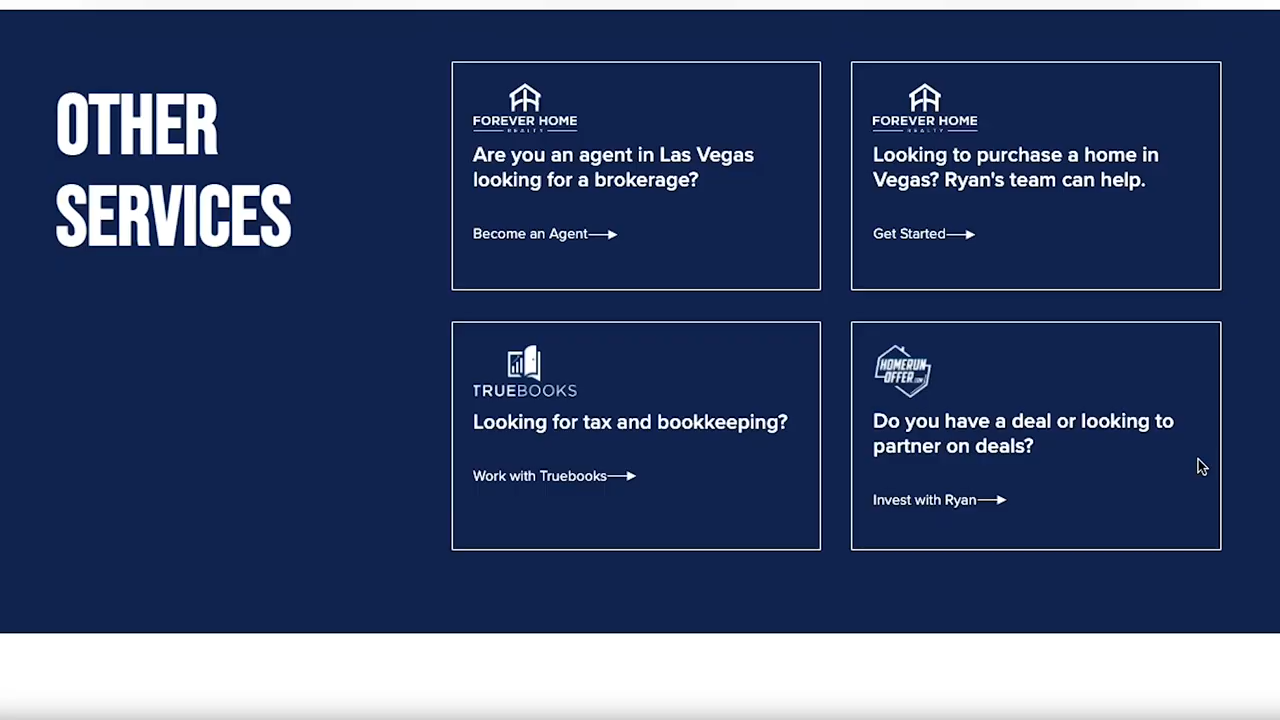 OTHER
SERVICES
FOREVER HOME
REALTY
Are you an agent in Las Vegas
looking for a brokerage?
Become an Agent
FOREVER HOME
REALTY
Looking to purchase a home in
Vegas? Ryan's team can help.
Get Started
TRUEBOOKS
Looking for tax and bookkeeping?
Work with Truebooks
HOMERUN
OFFER.COM
Do you have a deal or looking to
partner on deals?
Invest with Ryan